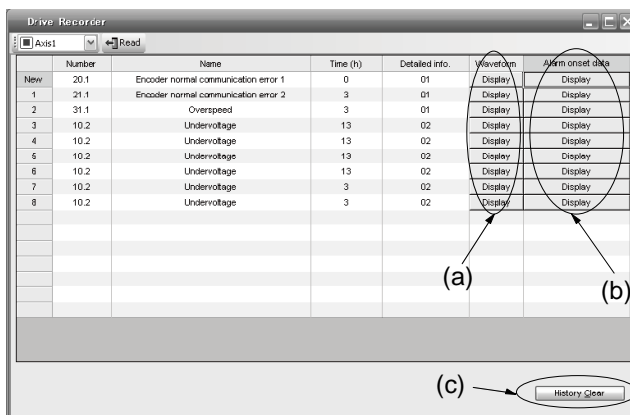 Drive Recorder
Axis1 Read
Number Name Time (h) Detailed info. Waveform Alarm onset data
New 20.1 Encoder normal communication error 1 0 01 Display Display
1 21.1 Encoder normal communication error 2 3 01 Display Display
2 31.1 Overspeed 3 01 Display Display
3 10.2 Undervoltage 13 02 Display Display
4 10.2 Undervoltage 13 02 Display Display
5 10.2 Undervoltage 13 02 Display Display
6 10.2 Undervoltage 13 02 Display Display
7 10.2 Undervoltage 3 02 Display Display
8 10.2 Undervoltage 3 02 Display Display
(a)
(b)
(c) History Clear